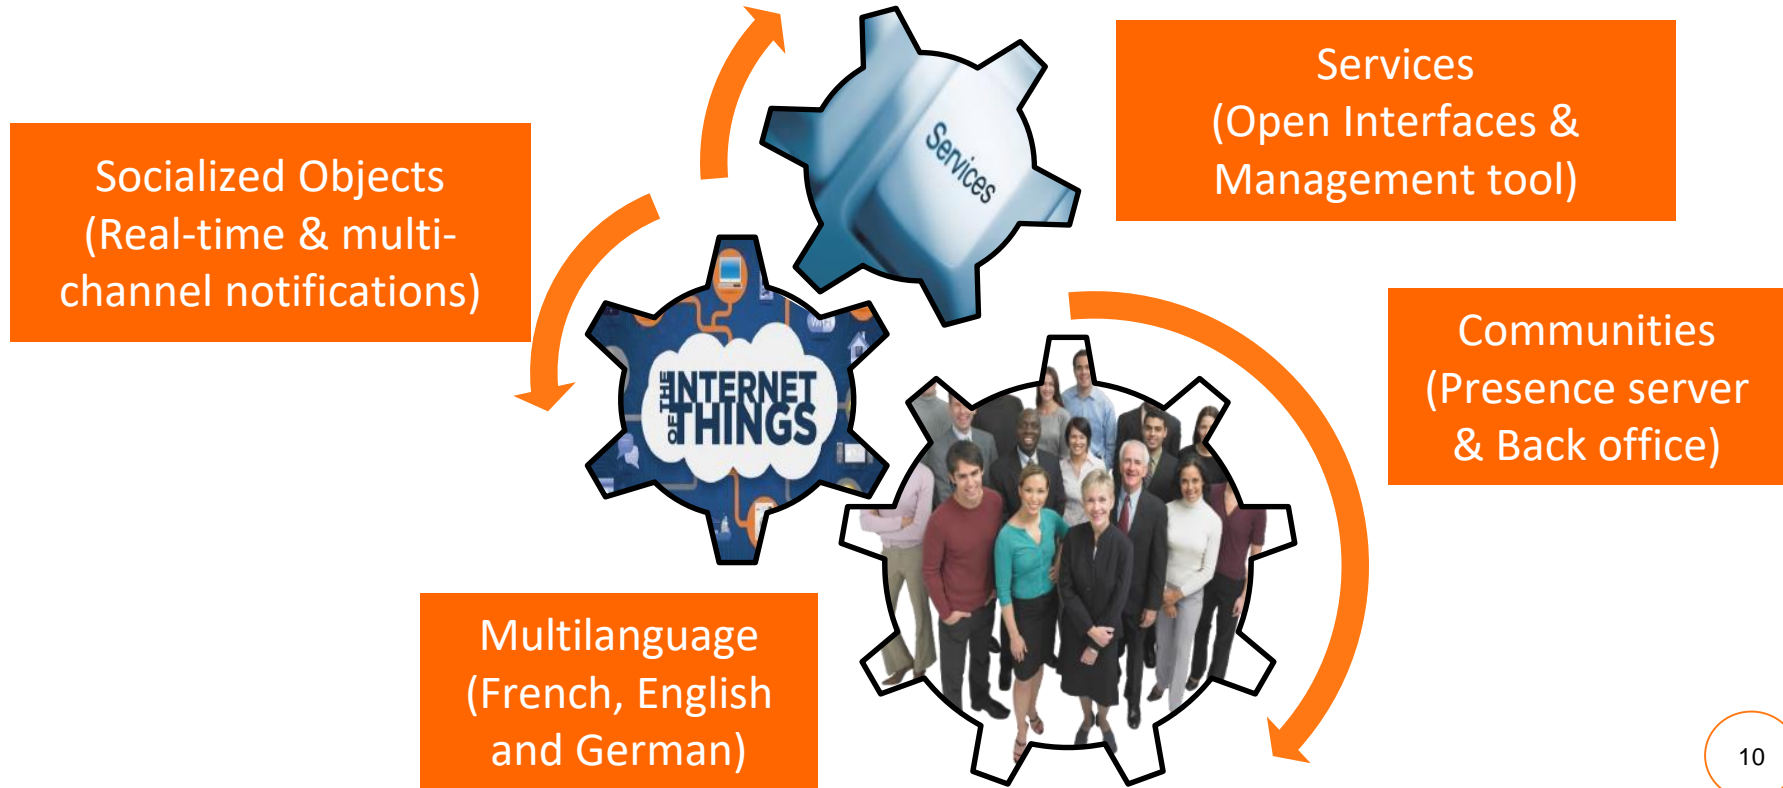 Services
(Open Interfaces &
Management tool)
Services
Socialized Objects
(Real-time & multi-
channel notifications)
THE INTERNET
OF THINGS
Communities
(Presence server
& Back office)
Multilanguage
(French, English
and German)
10